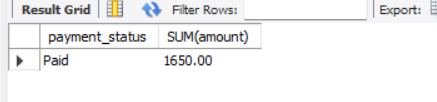 Result Grid Filter Rows: Export:
payment_status SUM(amount)
Paid 1650.00